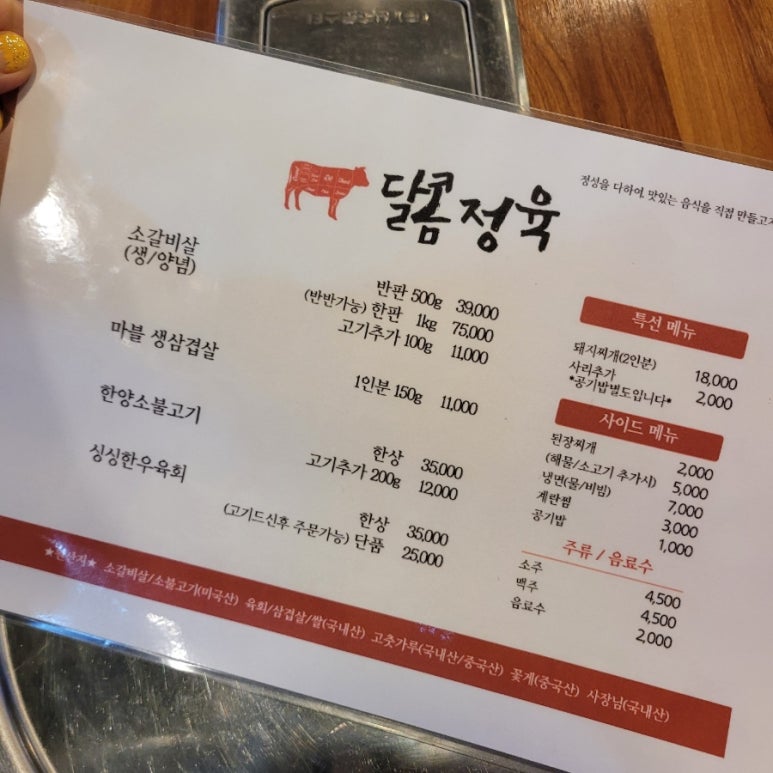 달콤정육
정성을 다하여, 맛있는 음식을 직접 만들고자
소갈비살
(생/양념)
반판 500g 39,000
(반반가능) 한판 1kg 75,000
고기추가 100g 11,000
마블 생삼겹살
1인분 150g 11,000
한양소불고기
한상 35,000
고기추가 200g 12,000
싱싱한우육회
한상 35,000
(고기드신후 주문가능) 단품 25,000
특선 메뉴
돼지찌개(2인분) 18,000
사리추가 2,000
*공기밥별도입니다*
사이드 메뉴
된장찌개 2,000
(해물/소고기 추가시) 5,000
냉면(물/비빔) 7,000
계란찜 3,000
공기밥 1,000
주류 / 음료수
소주 4,500
맥주 4,500
음료수 2,000
★원산지★ 소갈비살/소불고기(미국산) 육회/삼겹살/쌀(국내산) 고춧가루(국내산/중국산) 꽃게(중국산) 사장님(국내산)